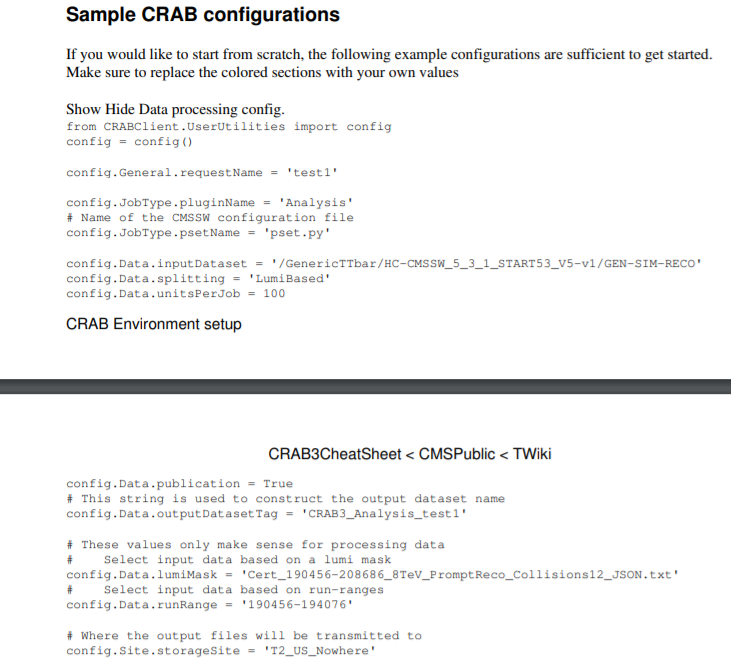 Sample CRAB configurations
If you would like to start from scratch, the following example configurations are sufficient to get started.
Make sure to replace the colored sections with your own values
Show Hide Data processing config.
from CRABClient.UserUtilities import config
config = config()
config.General.requestName = 'test1'
config.JobType.pluginName = 'Analysis'
# Name of the CMSSW configuration file
config.JobType.psetName = 'pset.py'
config.Data.inputDataset = '/GenericTTbar/HC-CMSSW_5_3_1_START53_V5-v1/GEN-SIM-RECO'
config.Data.splitting = 'LumiBased'
config.Data.unitsPerJob = 100
CRAB Environment setup
CRAB3CheatSheet < CMSPublic < TWiki
config.Data.publication = True
# This string is used to construct the output dataset name
config.Data.outputDatasetTag = 'CRAB3_Analysis_test1'
# These values only make sense for processing data
#    Select input data based on a lumi mask
config.Data.lumiMask = 'Cert_190456-208686_8TeV_PromptReco_Collisions12_JSON.txt'
#    Select input data based on run-ranges
config.Data.runRange = '190456-194076'
# Where the output files will be transmitted to
config.Site.storageSite = 'T2_US_Nowhere'